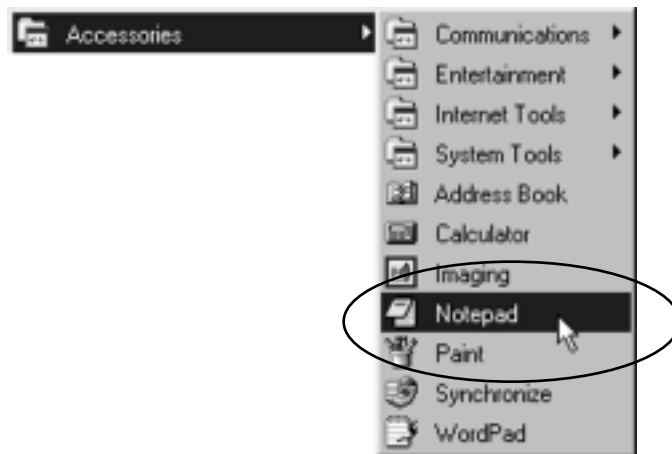 Accessories
Communications
Entertainment
Internet Tools
System Tools
Address Book
Calculator
Imaging
Notepad
Paint
Synchronize
WordPad